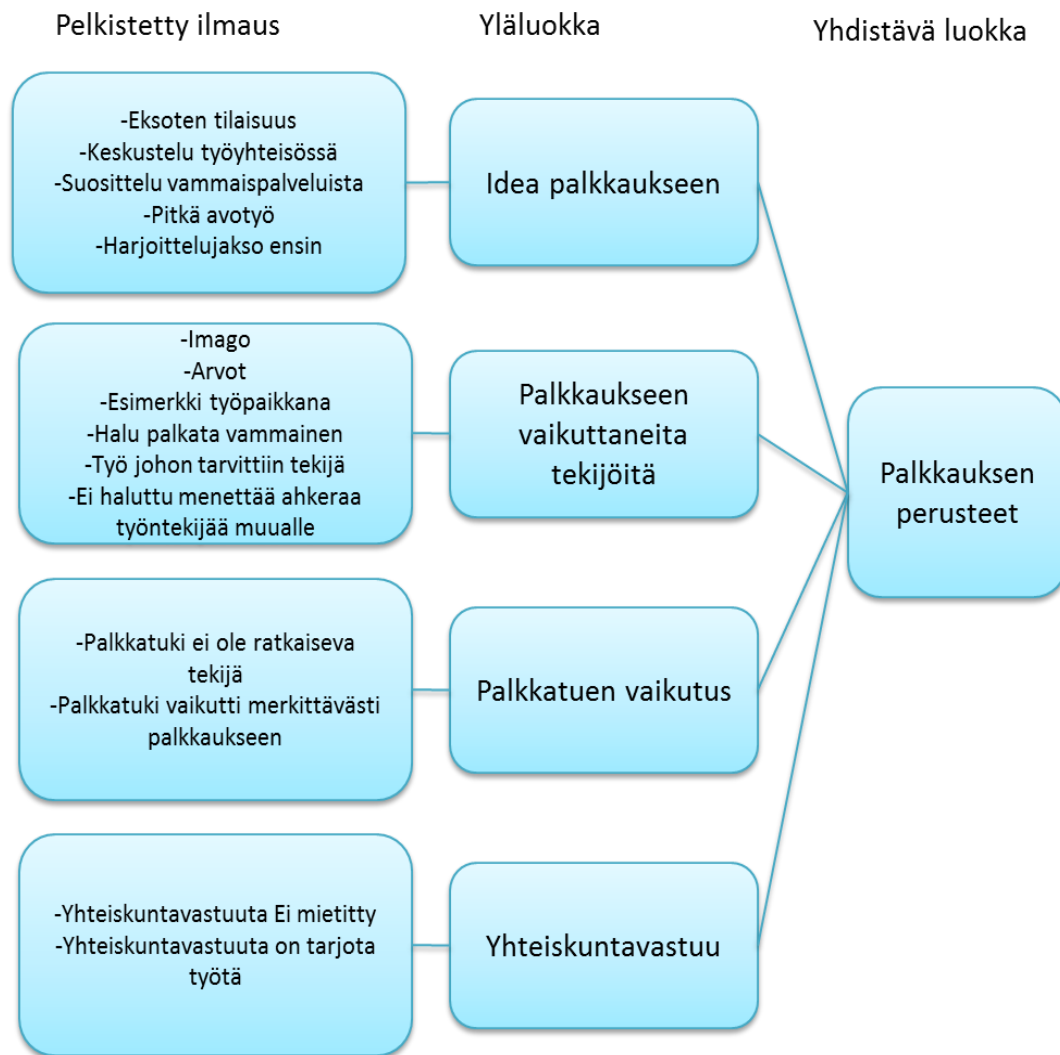 Pelkistetty ilmaus
Yläluokka
Yhdistävä luokka
-Eksoten tilaisuus
-Keskustelu työyhteisössä
-Suosittelu vammaispalveluista
-Pitkä avotyö
-Harjoittelujakso ensin
Idea palkkaukseen
-Imago
-Arvot
-Esimerkki työpaikkana
-Halu palkata vammainen
-Työ johon tarvittiin tekijä
-Ei haluttu menettää ahkeraa
työntekijää muualle
Palkkaukseen
vaikuttaneita
tekijöitä
Palkkauksen
perusteet
-Palkkatuki ei ole ratkaiseva
tekijä
-Palkkatuki vaikutti merkittävästi
palkkaukseen
Palkkatuen vaikutus
-Yhteiskuntavastuuta Ei mietitty
-Yhteiskuntavastuuta on tarjota
työtä
Yhteiskuntavastuu